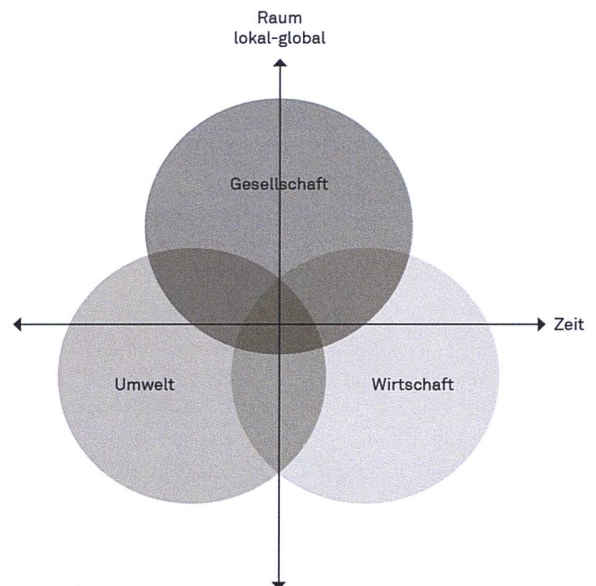 Raum
lokal-global
Gesellschaft
Zeit
Umwelt
Wirtschaft